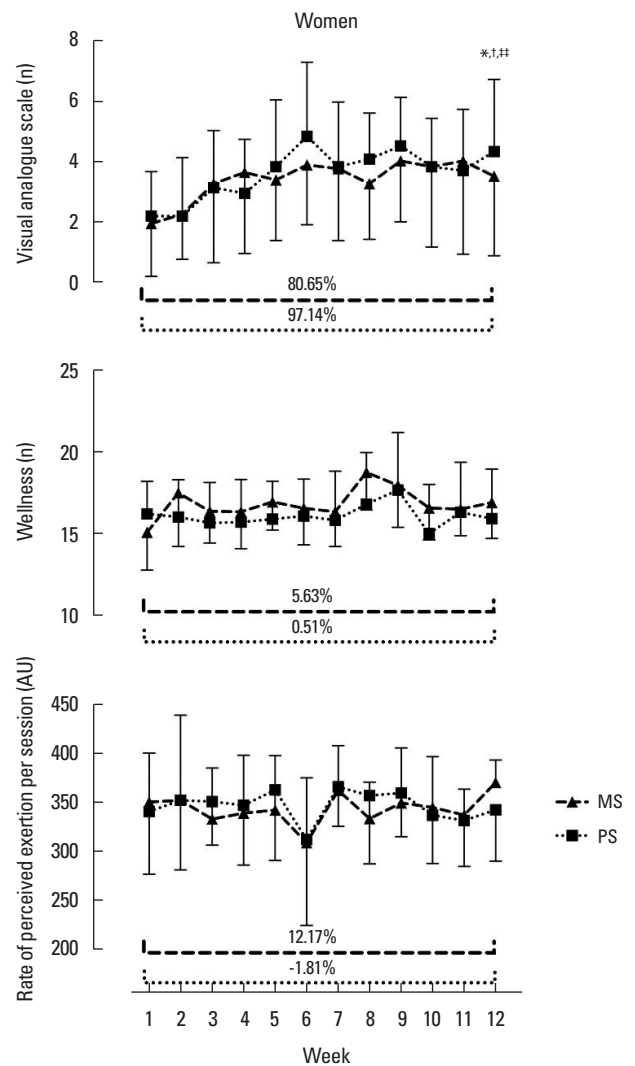 Women
Visual analogue scale (n)
8
6
4
2
0
*,†,‡‡
80.65%
97.14%
Wellness (n)
25
20
15
10
5.63%
0.51%
Rate of perceived exertion per session (AU)
450
400
350
300
250
200
12.17%
-1.81%
MS
PS
1 2 3 4 5 6 7 8 9 10 11 12
Week